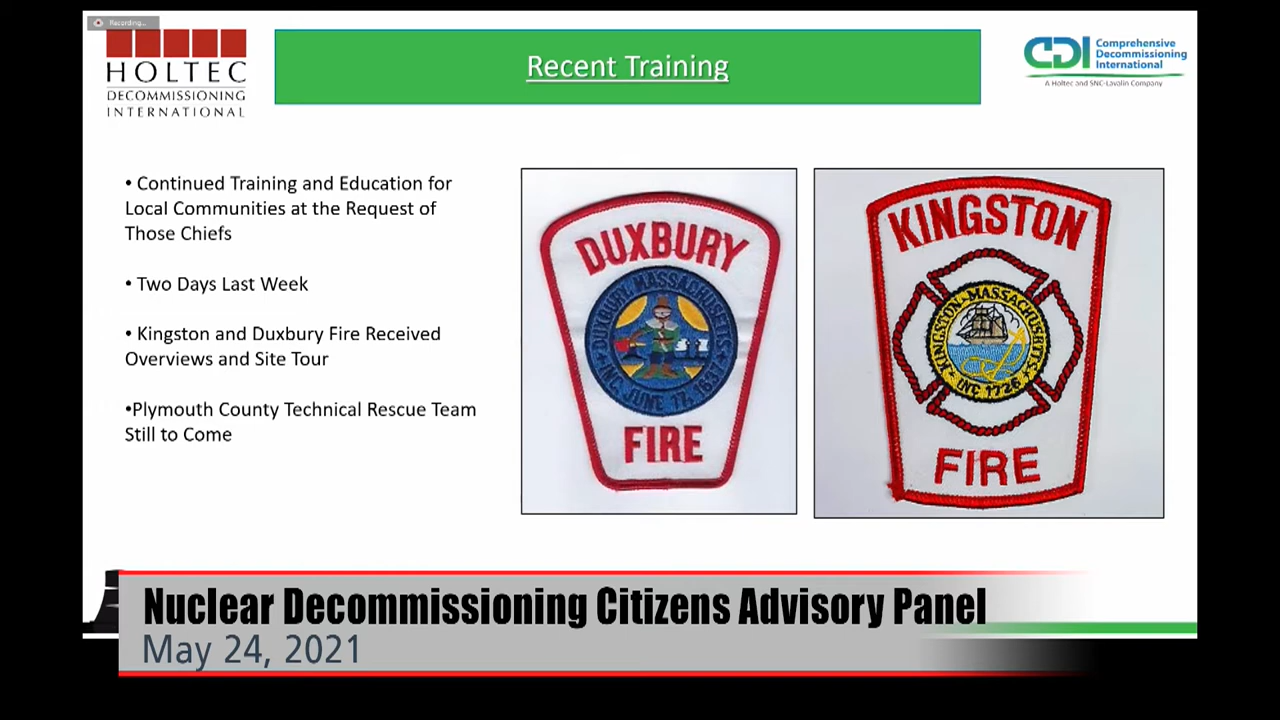 Recording...
HOLTEC
DECOMMISSIONING
INTERNATIONAL
Recent Training
CDI Comprehensive
Decommissioning
International
A Holtec and SNC-Lavalin Company
• Continued Training and Education for
Local Communities at the Request of
Those Chiefs
• Two Days Last Week
• Kingston and Duxbury Fire Received
Overviews and Site Tour
•Plymouth County Technical Rescue Team
Still to Come
DUXBURY
DUXBURY, MASSACHUSETTS
INC. JUNE 17, 1637
FIRE
KINGSTON
KINGSTON-MASSACHUSETTS
INC 1726
FIRE
Nuclear Decommissioning Citizens Advisory Panel
May 24, 2021